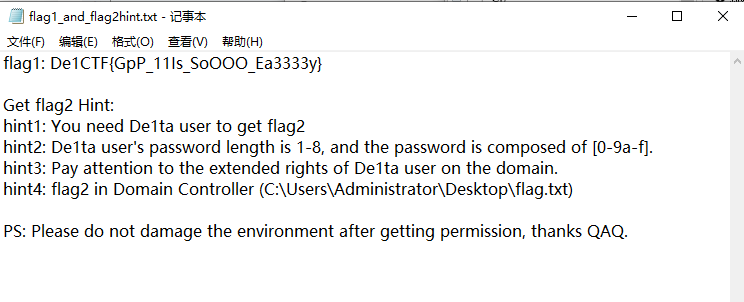 flag1_and_flag2hint.txt - 记事本
文件(F) 编辑(E) 格式(O) 查看(V) 帮助(H)
flag1: De1CTF{GpP_11Is_SoOOO_Ea3333y}
Get flag2 Hint:
hint1: You need De1ta user to get flag2
hint2: De1ta user's password length is 1-8, and the password is composed of [0-9a-f].
hint3: Pay attention to the extended rights of De1ta user on the domain.
hint4: flag2 in Domain Controller (C:\Users\Administrator\Desktop\flag.txt)
PS: Please do not damage the environment after getting permission, thanks QAQ.